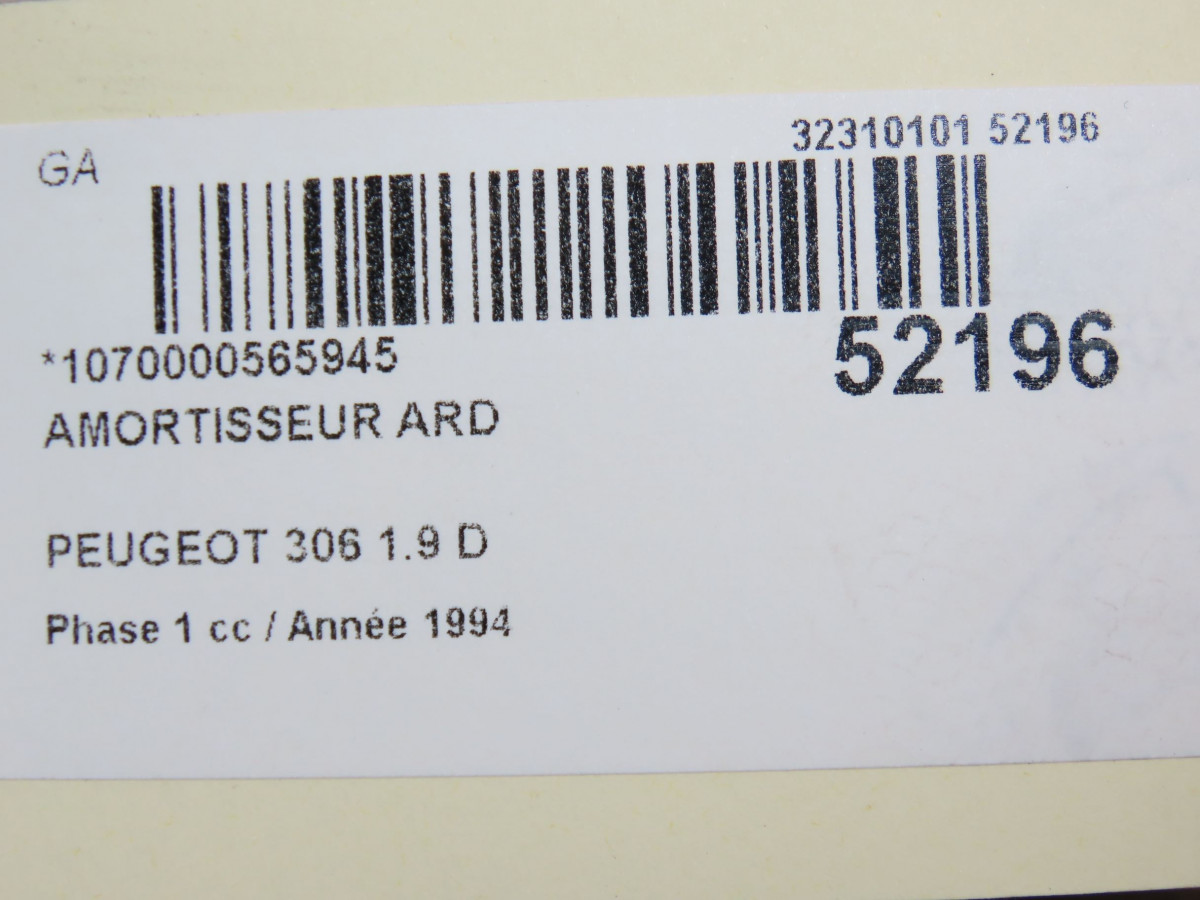 GA
32310101 52196
*1070000565945
52196
AMORTISSEUR ARD
PEUGEOT 306 1.9 D
Phase 1 cc / Année 1994